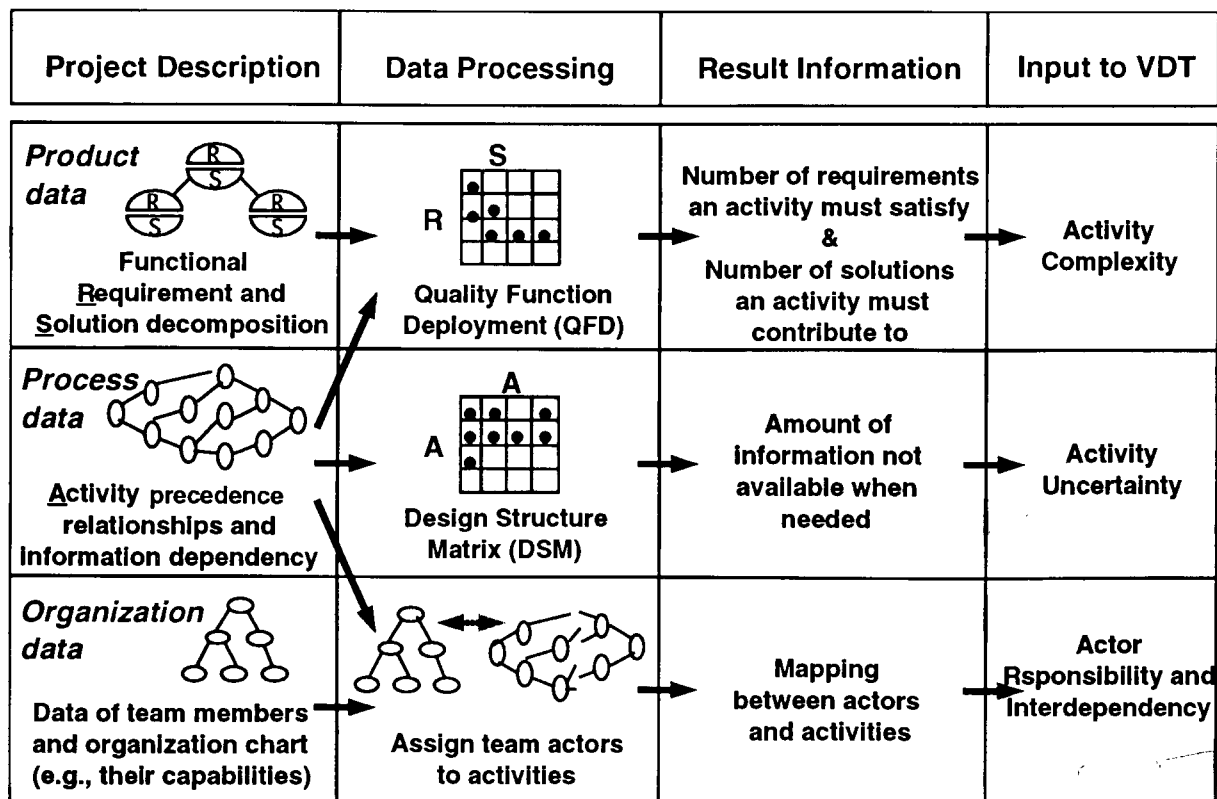 Project Description
Data Processing
Result Information
Input to VDT
Product
data
R
S
R
S
R
S
Functional
Requirement and
Solution decomposition
S
R
Quality Function
Deployment (QFD)
Number of requirements
an activity must satisfy
&
Number of solutions
an activity must
contribute to
Activity
Complexity
Process
data
Activity precedence
relationships and
information dependency
A
A
Design Structure
Matrix (DSM)
Amount of
information not
available when
needed
Activity
Uncertainty
Organization
data
Data of team members
and organization chart
(e.g., their capabilities)
Assign team actors
to activities
Mapping
between actors
and activities
Actor
Rsponsibility and
Interdependency